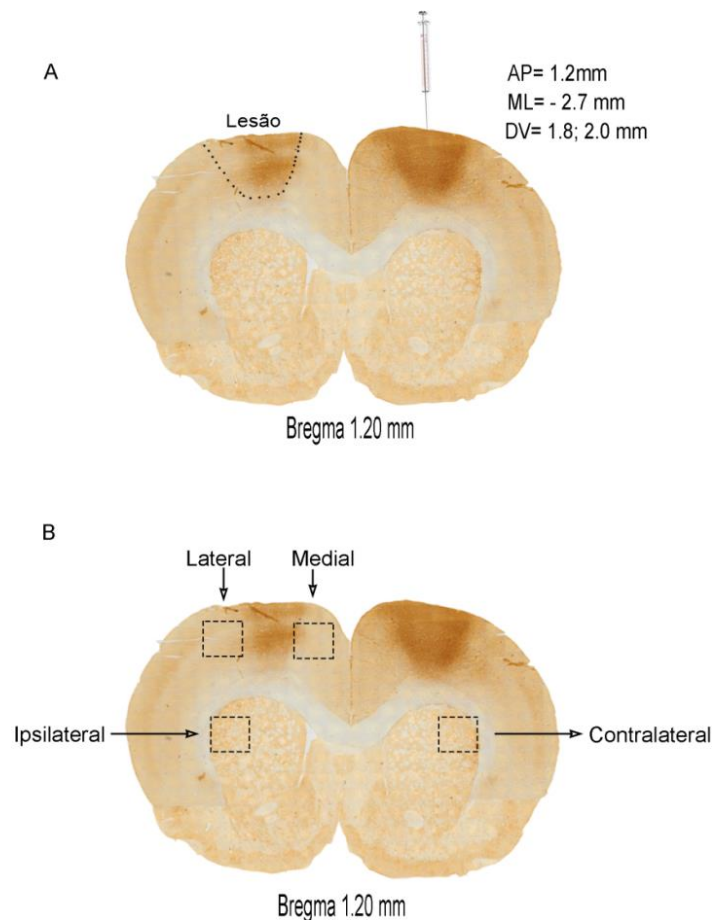 A
AP= 1.2mm
ML= - 2.7 mm
DV= 1.8; 2.0 mm
Lesão
Bregma 1.20 mm
B
Lateral Medial
Ipsilateral Contralateral
Bregma 1.20 mm